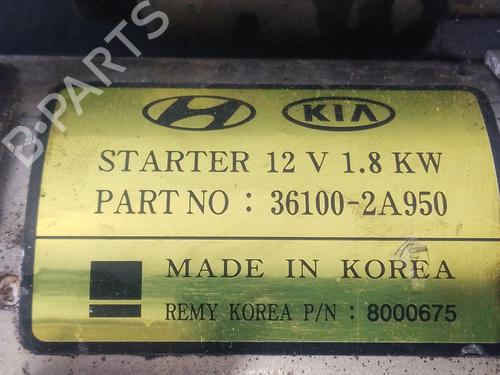 B-PARTS
KIA
STARTER 12 V 1.8 KW
PART NO : 36100-2A950
MADE IN KOREA
REMY KOREA P/N : 8000675